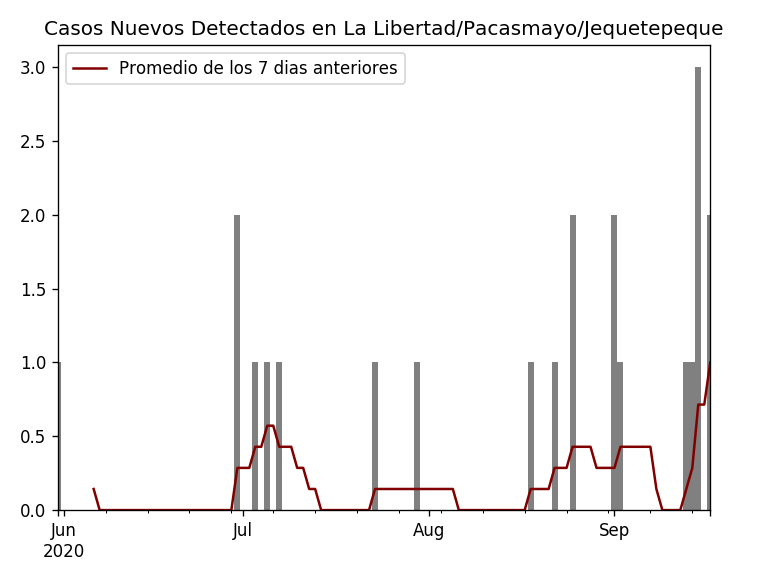 Casos Nuevos Detectados en La Libertad/Pacasmayo/Jequetepeque
Promedio de los 7 dias anteriores
3.0
2.5
2.0
1.5
1.0
0.5
0.0
Jun Jul Aug Sep
2020